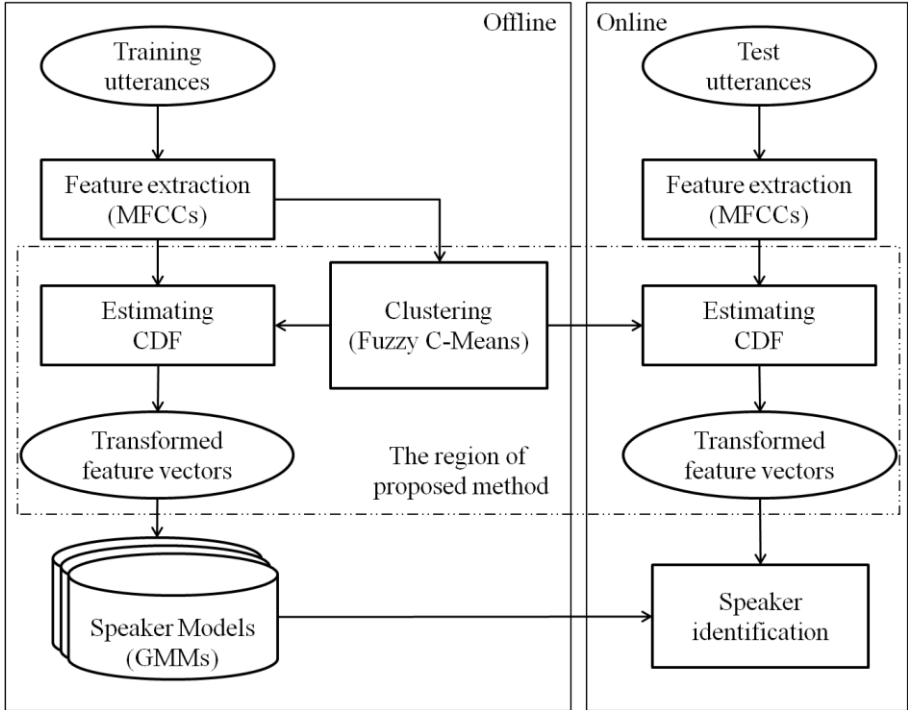 Offline
Training
utterances
Feature extraction
(MFCCs)
Estimating
CDF
Clustering
(Fuzzy C-Means)
Transformed
feature vectors
The region of
proposed method
Speaker Models
(GMMs)
Online
Test
utterances
Feature extraction
(MFCCs)
Estimating
CDF
Transformed
feature vectors
Speaker
identification